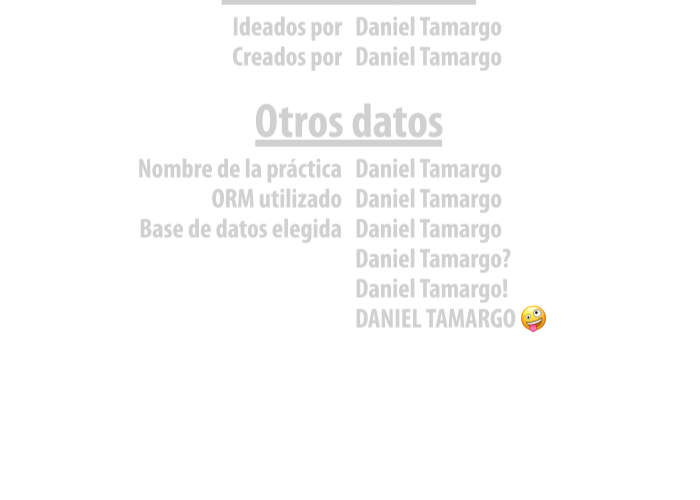 Ideados por Daniel Tamargo
Creados por Daniel Tamargo
Otros datos
Nombre de la práctica Daniel Tamargo
ORM utilizado Daniel Tamargo
Base de datos elegida Daniel Tamargo
Daniel Tamargo?
Daniel Tamargo!
DANIEL TAMARGO 🤪